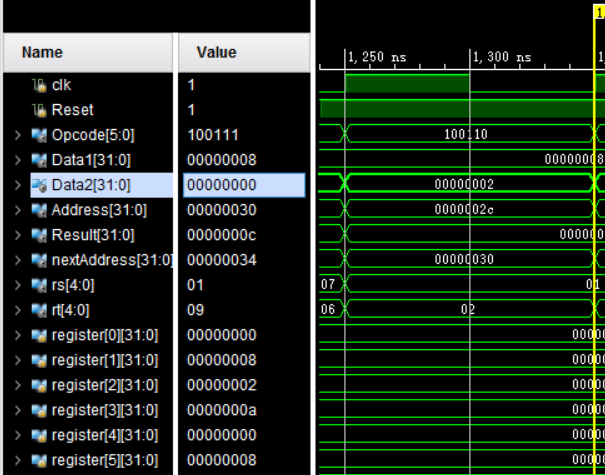 1
Name Value
1,250 ns 1,300 ns 1
clk 1
Reset 1
Opcode[5:0] 100111 100110
Data1[31:0] 00000008 00000008
Data2[31:0] 00000000 00000002
Address[31:0] 00000030 0000002c
Result[31:0] 0000000c 00000
nextAddress[31:0] 00000034 00000030
rs[4:0] 01 07 01
rt[4:0] 09 06 02
register[0][31:0] 00000000 0000
register[1][31:0] 00000008 0000
register[2][31:0] 00000002 0000
register[3][31:0] 0000000a 0000
register[4][31:0] 00000000 0000
register[5][31:0] 00000008 0000